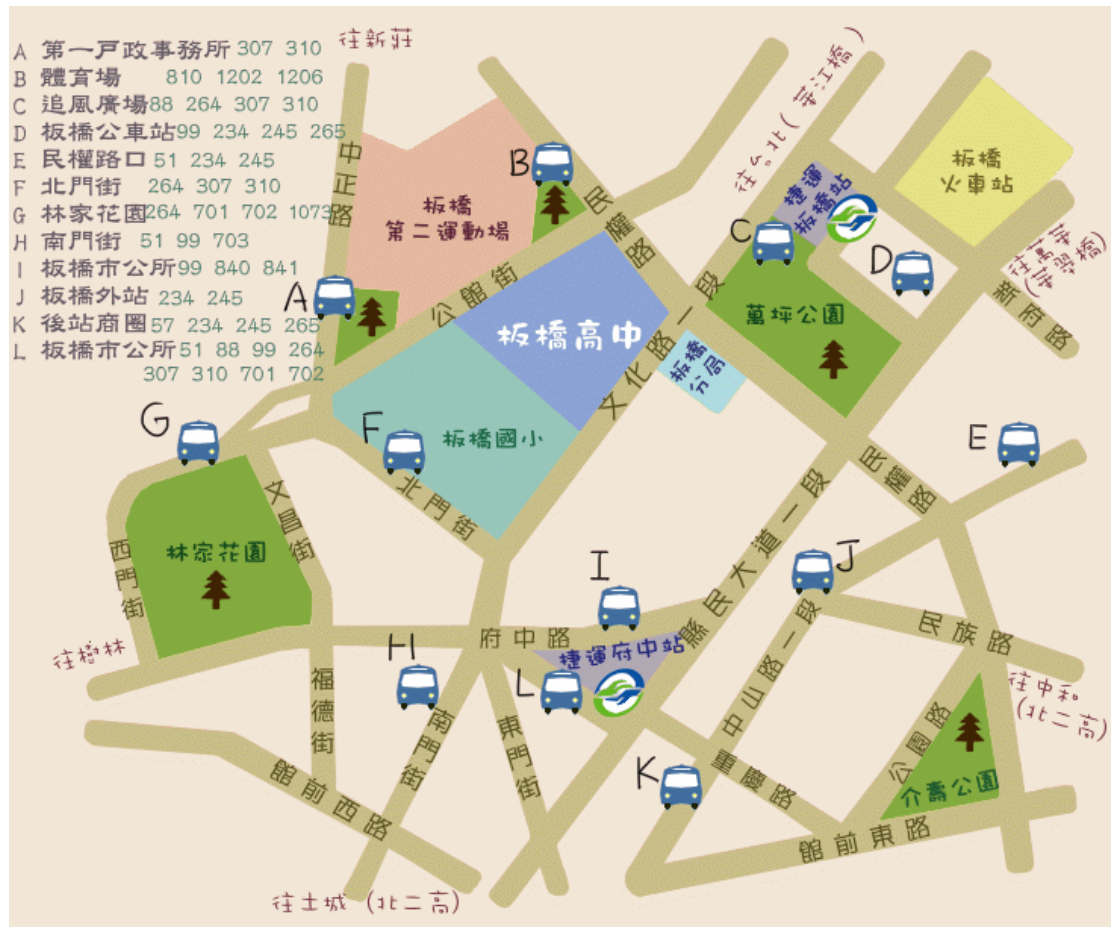 A 第一戶政事務所 307 310
B 體育場 810 1202 1206
C 追風廣場 88 264 307 310
D 板橋公車站 99 234 245 265
E 民權路口 51 234 245
F 北門街 264 307 310
G 林家花園 264 701 702 1073
H 南門街 51 99 703
I 板橋市公所 99 840 841
J 板橋外站 234 245
K 後站商圈 57 234 245 265
L 板橋市公所 51 88 99 264
307 310 701 702
往新莊
往台北(華江橋)
中正路
B
民權路
板橋
第二運動場
捷運
板橋站
板橋
火車站
C
D
往萬華
(華翠橋)
新府路
A
公館街
板橋高中
文化路一段
萬坪公園
板橋
分局
G
F
板橋國小
北門街
E
民權路
文昌街
西門街
林家花園
縣民大道一段
I
J
府中路
捷運府中站
民族路
往樹林
H
L
福德街
南門街
東門街
中山路一段
往中和
(北二高)
公園路
介壽公園
K
重慶路
館前西路
館前東路
往土城 (北二高)